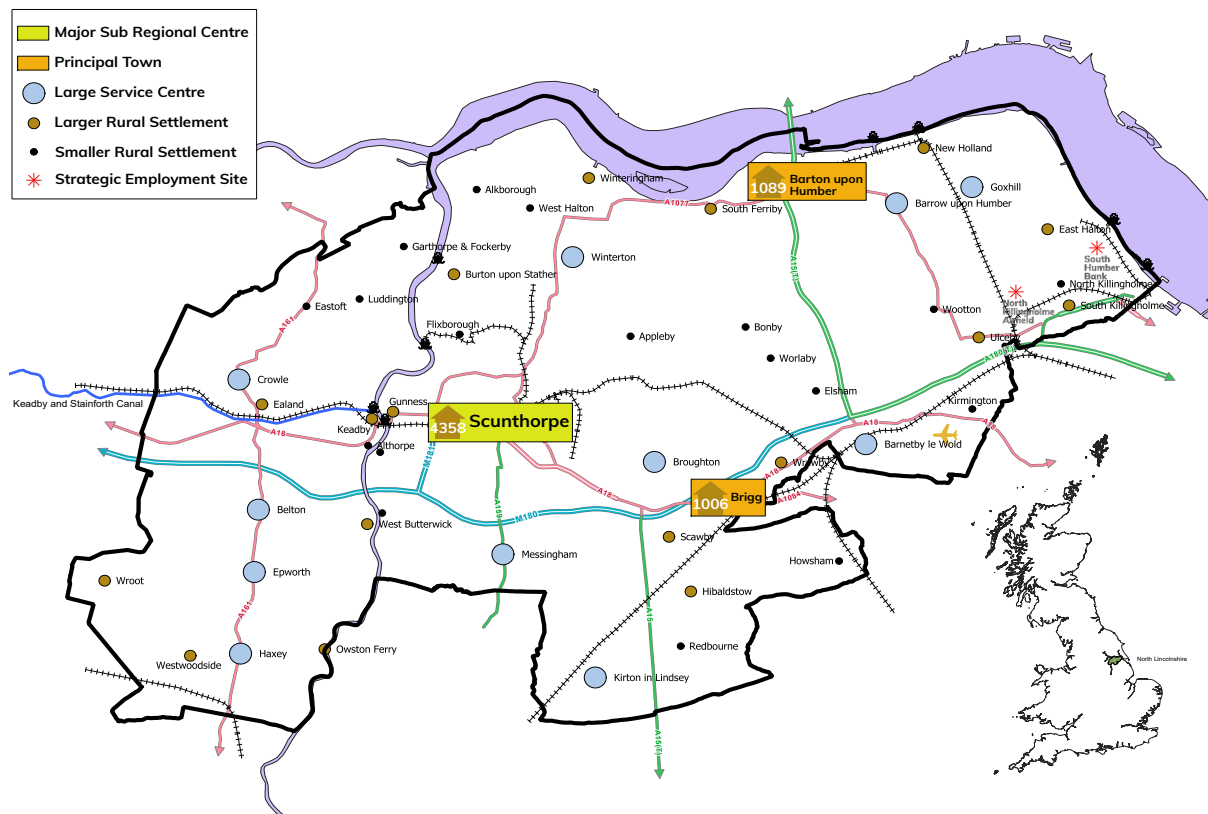 Major Sub Regional Centre
Principal Town
Large Service Centre
Larger Rural Settlement
Smaller Rural Settlement
Strategic Employment Site
New Holland
Winteringham
1089
Barton upon
Humber
Alkborough
Goxhill
A1077
West Halton
South Ferriby
Barrow upon Humber
East Halton
Garthorpe & Fockerby
Winterton
A15(T)
South
Humber
Bank
Burton upon Stather
North Killingholme
Luddington
Eastoft
North
Killingholme
Airfield
South Killingholme
Wootton
A161
Flixborough
Bonby
Appleby
Ulceby
A180(T)
Worlaby
Crowle
Elsham
Keadby and Stainforth Canal
Ealand
Gunness
Kirmington
4358
Scunthorpe
Keadby
A18
A18
A18
Althorpe
Barnetby le Wold
M181
Broughton
Wrawby
A18
A18
1006
Brigg
A1084
A159
Belton
M180
West Butterwick
Scawby
Messingham
Howsham
Epworth
Wroot
Hibaldstow
A161
A15
Redbourne
Owston Ferry
Haxey
Westwoodside
North Lincolnshire
Kirton in Lindsey
A15(T)